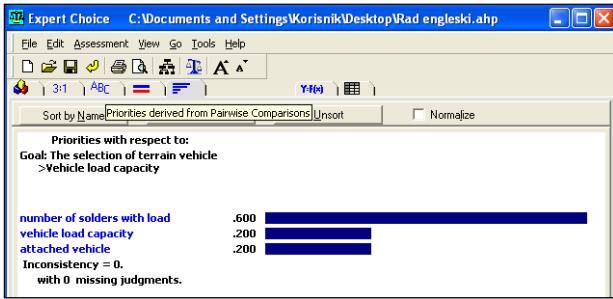 Expert Choice C:\Documents and Settings\Korisnik\Desktop\Rad engleski.ahp
File Edit Assessment View Go Tools Help
A A
3:1 ABC Y:F(x)
Sort by Name Priorities derived from Pairwise Comparisons Unsort Normalize
Priorities with respect to:
Goal: The selection of terrain vehicle
>Vehicle load capacity
number of solders with load .600
vehicle load capacity .200
attached vehicle .200
Inconsistency = 0.
with 0 missing judgments.